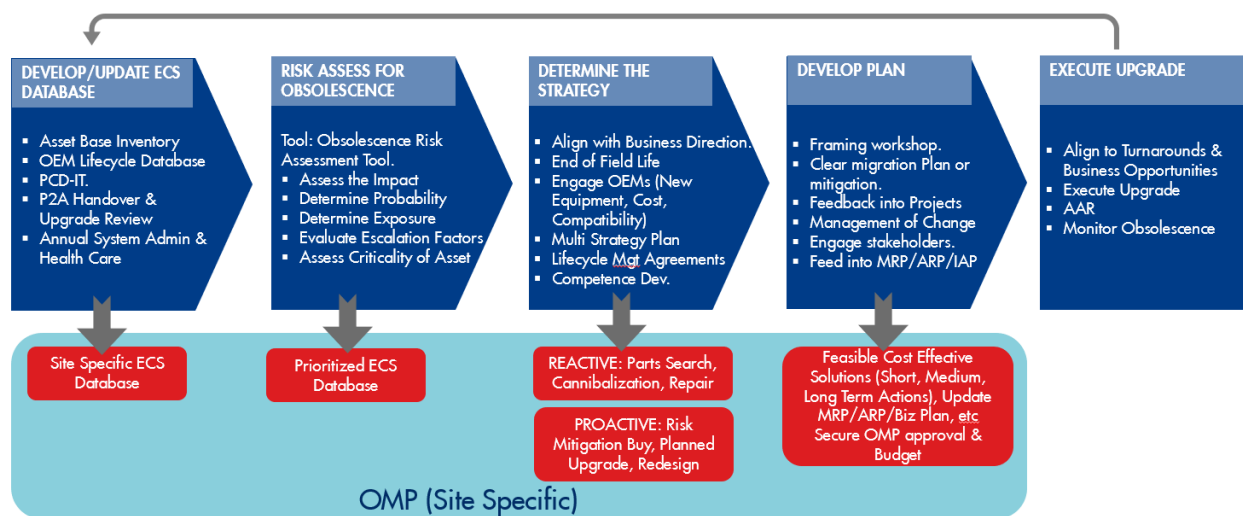 DEVELOP/UPDATE ECS
DATABASE
▪ Asset Base Inventory
▪ OEM Lifecycle Database
▪ PCD-IT.
▪ P2A Handover &
Upgrade Review
▪ Annual System Admin &
Health Care
RISK ASSESS FOR
OBSOLESCENCE
Tool: Obsolescence Risk
Assessment Tool.
▪ Assess the Impact
▪ Determine Probability
▪ Determine Exposure
▪ Evaluate Escalation Factors
▪ Assess Criticality of Asset
DETERMINE THE
STRATEGY
▪ Align with Business Direction.
▪ End of Field Life
▪ Engage OEMs (New
Equipment, Cost,
Compatibility)
▪ Multi Strategy Plan
▪ Lifecycle Mgt Agreements
▪ Competence Dev.
DEVELOP PLAN
▪ Framing workshop.
▪ Clear migration Plan or
mitigation.
▪ Feedback into Projects
▪ Management of Change
▪ Engage stakeholders.
▪ Feed into MRP/ARP/IAP
EXECUTE UPGRADE
▪ Align to Turnarounds &
Business Opportunities
▪ Execute Upgrade
▪ AAR
▪ Monitor Obsolescence
Site Specific ECS
Database
Prioritized ECS
Database
REACTIVE: Parts Search,
Cannibalization, Repair
PROACTIVE: Risk
Mitigation Buy, Planned
Upgrade, Redesign
Feasible Cost Effective
Solutions (Short, Medium,
Long Term Actions), Update
MRP/ARP/Biz Plan, etc
Secure OMP approval &
Budget
OMP (Site Specific)